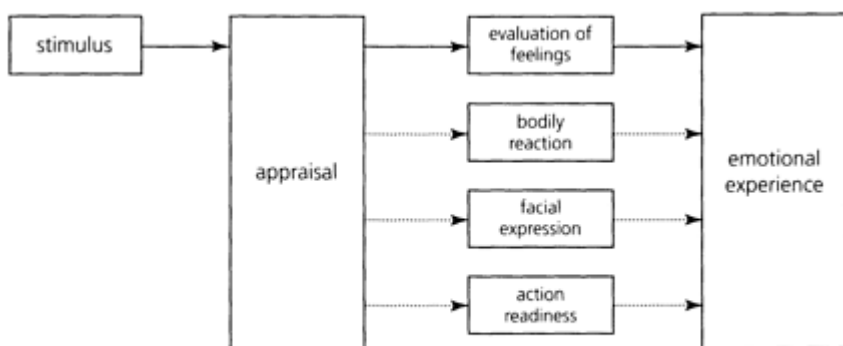 stimulus
appraisal
evaluation of
feelings
bodily
reaction
facial
expression
action
readiness
emotional
experience